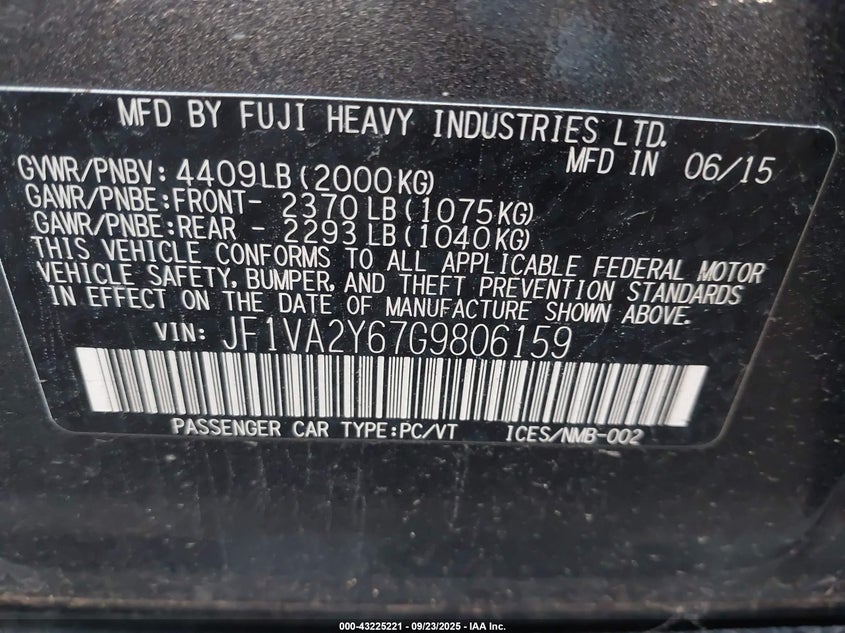 MFD BY FUJI HEAVY INDUSTRIES LTD.
MFD IN 06/15
GVWR/PNBV: 4409LB(2000KG)
GAWR/PNBE:FRONT- 2370LB(1075KG)
GAWR/PNBE:REAR - 2293LB(1040KG)
THIS VEHICLE CONFORMS TO ALL APPLICABLE FEDERAL MOTOR
VEHICLE SAFETY, BUMPER, AND THEFT PREVENTION STANDARDS
IN EFFECT ON THE DATE OF MANUFACTURE SHOWN ABOVE.
VIN: JF1VA2Y67G9806159
PASSENGER CAR TYPE:PC/VT ICES/NMB-002
000-43225221 - 09/23/2025 - IAA Inc.